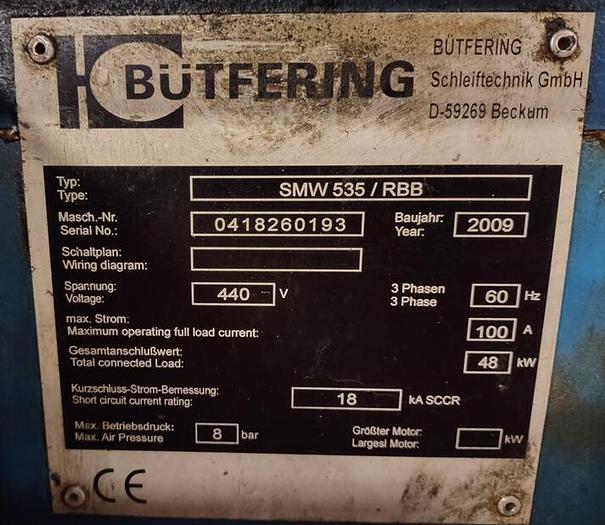 BÜTFERING
BÜTFERING
Schleiftechnik GmbH
D-59269 Beckum
Typ:
Type:
SMW 535 / RBB
Masch.-Nr.
Serial No.:
0418260193
Baujahr:
Year:
2009
Schaltplan:
Wiring diagram:
Spannung:
Voltage:
440 V
3 Phasen
3 Phase
60 Hz
max. Strom:
Maximum operating full load current:
100 A
Gesamtanschlußwert:
Total connected Load:
48 kW
Kurzschluss-Strom-Bemessung:
Short circuit current rating:
18 kA SCCR
Max. Betriebsdruck:
Max. Air Pressure
8 bar
Größter Motor:
Largest Motor:
kW
CE